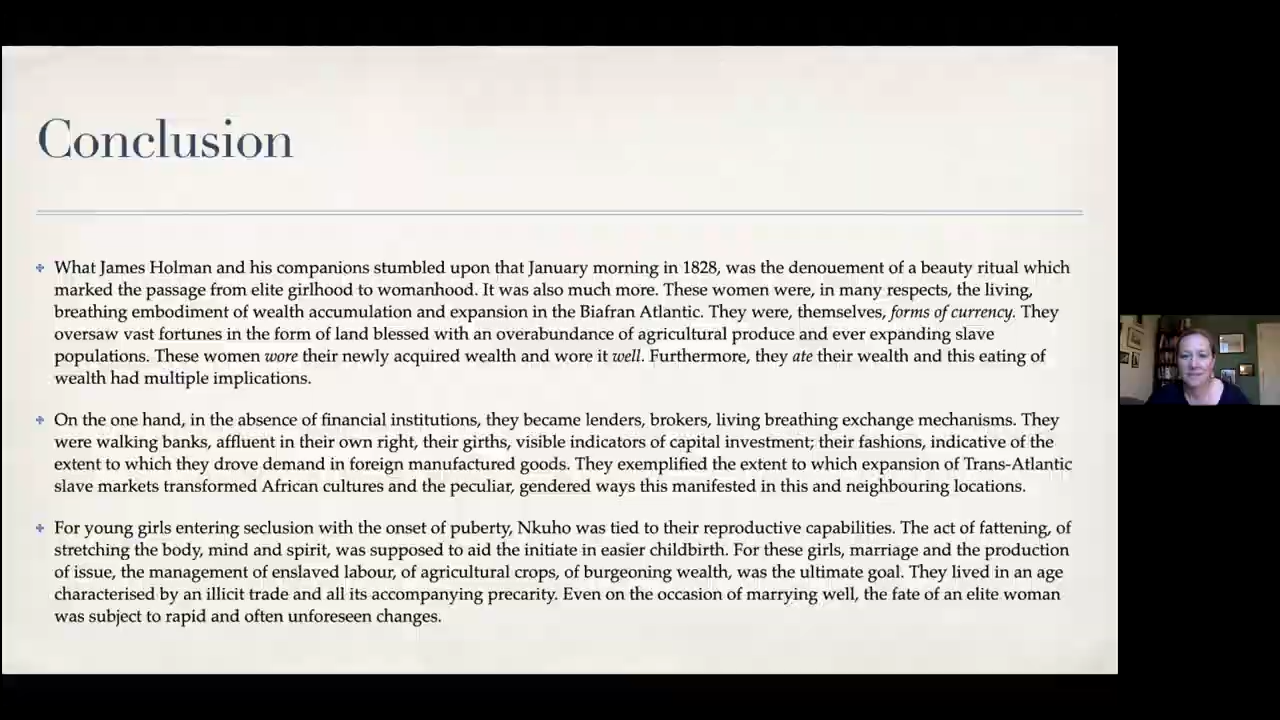 Conclusion
What James Holman and his companions stumbled upon that January morning in 1828, was the denouement of a beauty ritual which
marked the passage from elite girlhood to womanhood. It was also much more. These women were, in many respects, the living,
breathing embodiment of wealth accumulation and expansion in the Biafran Atlantic. They were, themselves, forms of currency. They
oversaw vast fortunes in the form of land blessed with an overabundance of agricultural produce and ever expanding slave
populations. These women wore their newly acquired wealth and wore it well. Furthermore, they ate their wealth and this eating of
wealth had multiple implications.
On the one hand, in the absence of financial institutions, they became lenders, brokers, living breathing exchange mechanisms. They
were walking banks, affluent in their own right, their girths, visible indicators of capital investment; their fashions, indicative of the
extent to which they drove demand in foreign manufactured goods. They exemplified the extent to which expansion of Trans-Atlantic
slave markets transformed African cultures and the peculiar, gendered ways this manifested in this and neighbouring locations.
For young girls entering seclusion with the onset of puberty, Nkuho was tied to their reproductive capabilities. The act of fattening, of
stretching the body, mind and spirit, was supposed to aid the initiate in easier childbirth. For these girls, marriage and the production
of issue, the management of enslaved labour, of agricultural crops, of burgeoning wealth, was the ultimate goal. They lived in an age
characterised by an illicit trade and all its accompanying precarity. Even on the occasion of marrying well, the fate of an elite woman
was subject to rapid and often unforeseen changes.